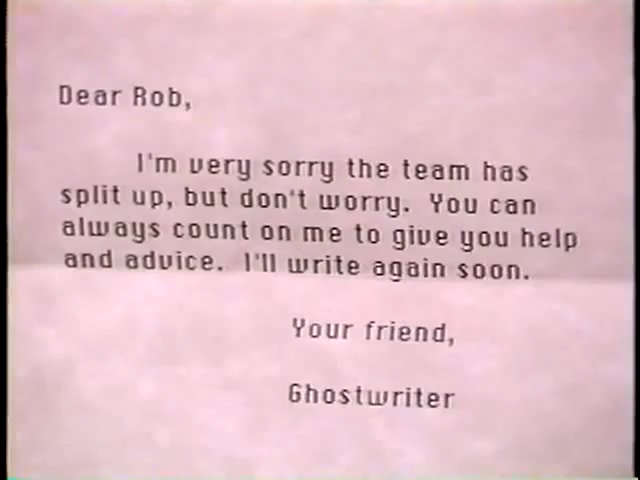 Dear Rob,
I'm very sorry the team has
split up, but don't worry. You can
always count on me to give you help
and advice. I'll write again soon.
Your friend,
Ghostwriter